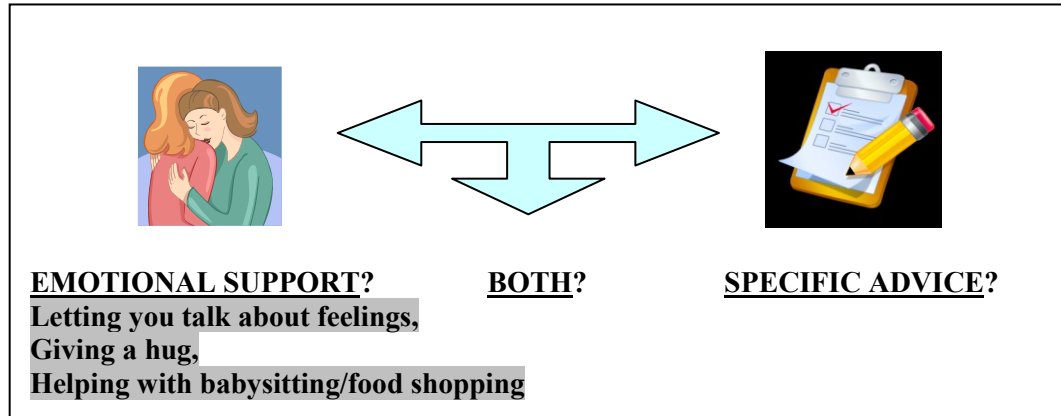 EMOTIONAL SUPPORT? BOTH? SPECIFIC ADVICE?
Letting you talk about feelings,
Giving a hug,
Helping with babysitting/food shopping